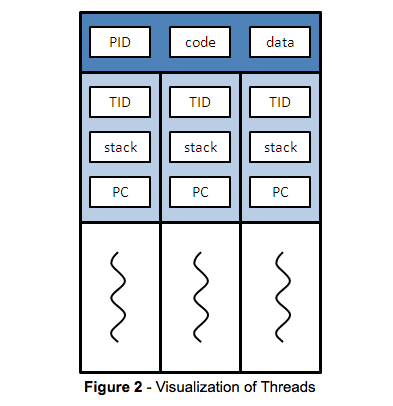 PID code data
TID TID TID
stack stack stack
PC PC PC
Figure 2 - Visualization of Threads